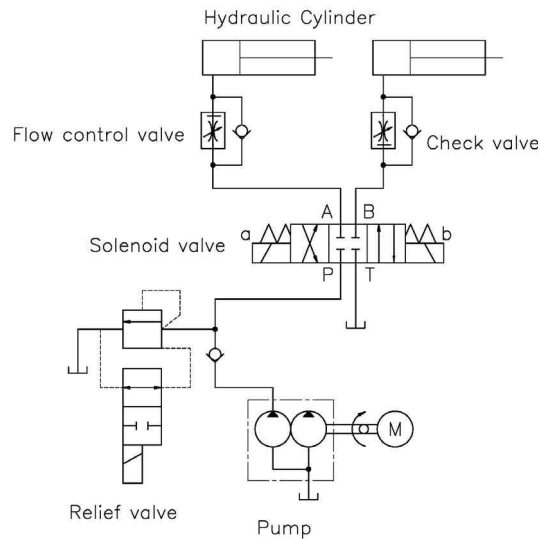 Hydraulic Cylinder
Flow control valve
Check valve
A B
a
b
Solenoid valve
P T
M
Relief valve
Pump